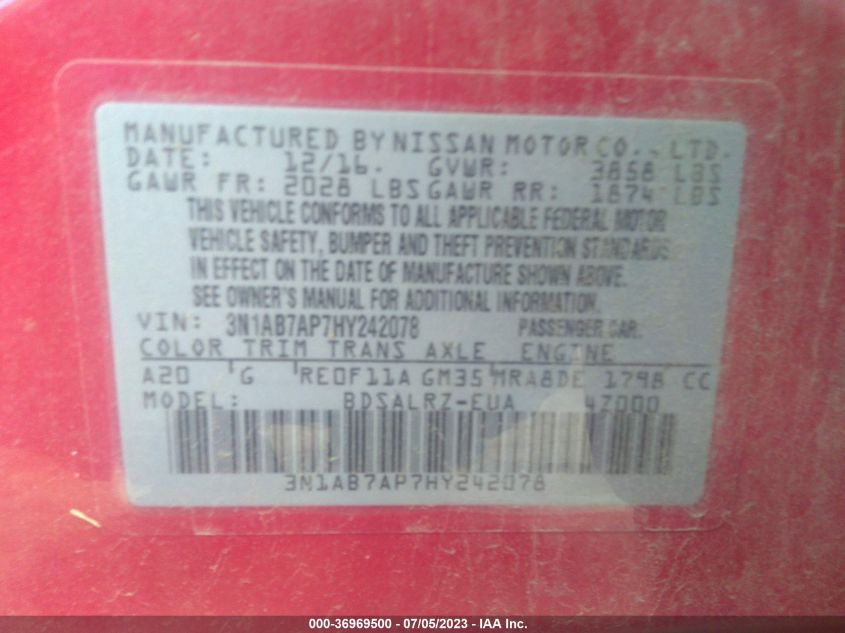 MANUFACTURED BY NISSAN MOTOR CO., LTD.
DATE: 12/16. GVWR: 3858 LBS
GAWR FR: 2028 LBS GAWR RR: 1874 LBS
THIS VEHICLE CONFORMS TO ALL APPLICABLE FEDERAL MOTOR
VEHICLE SAFETY, BUMPER AND THEFT PREVENTION STANDARDS
IN EFFECT ON THE DATE OF MANUFACTURE SHOWN ABOVE.
SEE OWNER'S MANUAL FOR ADDITIONAL INFORMATION.
VIN: 3N1AB7AP7HY242078 PASSENGER CAR.
COLOR TRIM TRANS AXLE ENGINE
A20 G RE0F11A GM35 MRA8DE 1798 CC
MODEL: BDSALRZ-EUA 47000
3N1AB7AP7HY242078
000-36969500 - 07/05/2023 - IAA Inc.